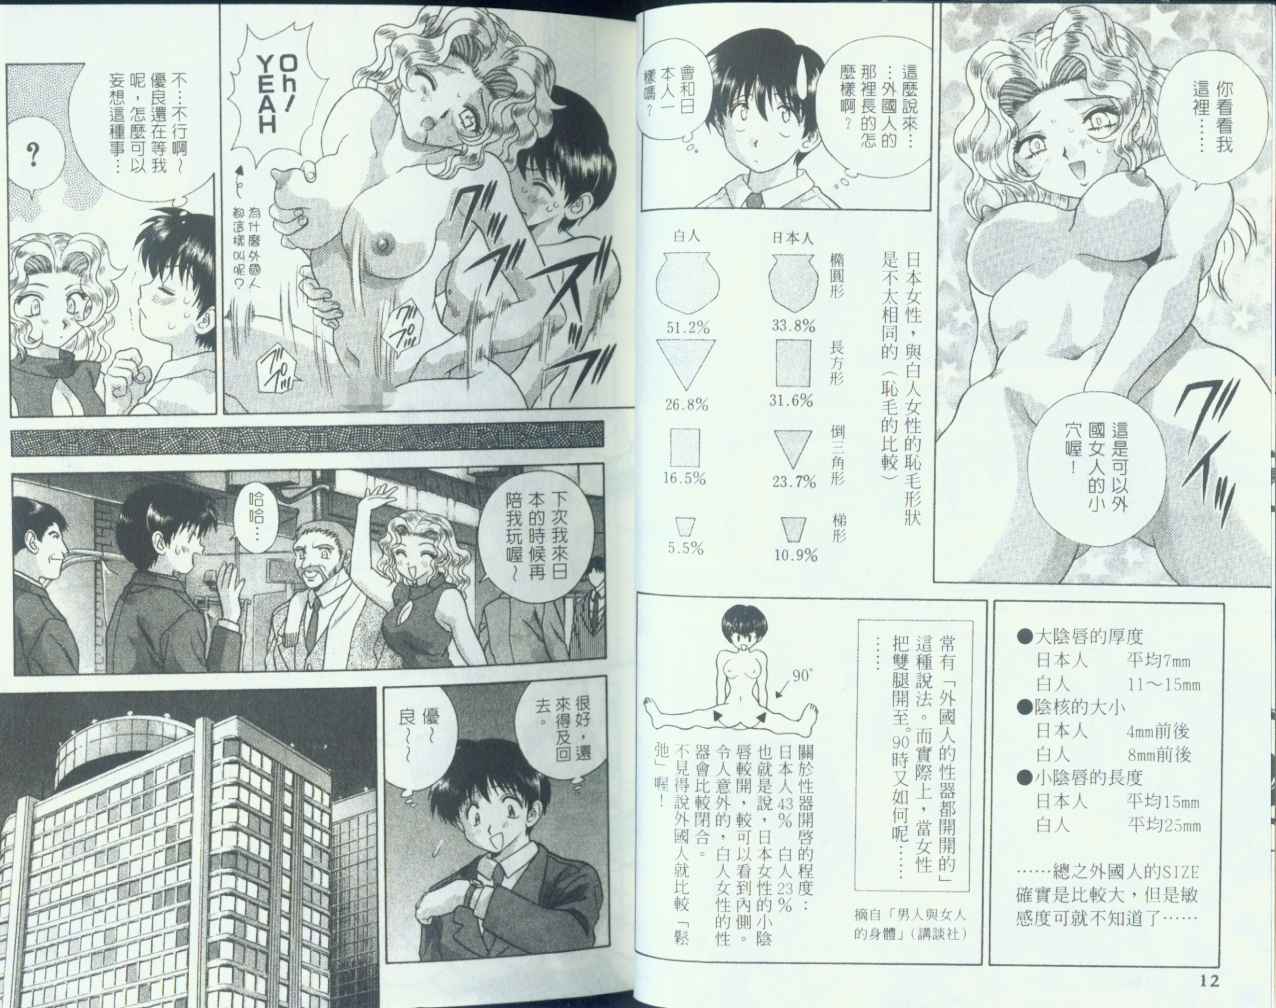 你看看我
這裡……
這是可以外
國女人的小
穴喔！
這麼說來…
…外國人的
那裡長的怎
麼樣啊？
會和日
本人一
樣嗎？
日本女性，與白人女性的恥毛形狀
是不太相同的（恥毛的比較）
日本人
白人
橢圓形
33.8%
51.2%
長方形
31.6%
26.8%
倒三角形
23.7%
16.5%
梯形
10.9%
5.5%
●大陰唇的厚度
日本人 平均7mm
白人 11～15mm
●陰核的大小
日本人 4mm前後
白人 8mm前後
●小陰唇的長度
日本人 平均15mm
白人 平均25mm
……總之外國人的SIZE
確實是比較大，但是敏
感度可就不知道了……
常有「外國人的性器都開開的」
這種說法。而實際上，當女性
把雙腿開至90°時又如何呢……
……
摘自「男人與女人
的身體」（講談社）
90°
關於性器開啓的程度：
日本人43% 白人23%
也就是說，日本女性的小陰
唇較開，較可以看到內側。
令人意外的，白人女性的性
器會比較閉合。
不見得說外國人就比較「鬆
弛」喔！
12
Oh!
YEAH
為什麼外國人
都這樣叫呢？
プッ
プッ
不…不行啊～
優良還在等我
呢，怎麼可以
妄想這種事…
？
下次我來日
本的時候再
陪我玩喔～
哈
哈…
很好，還
來得及回
去。
優～
良～～